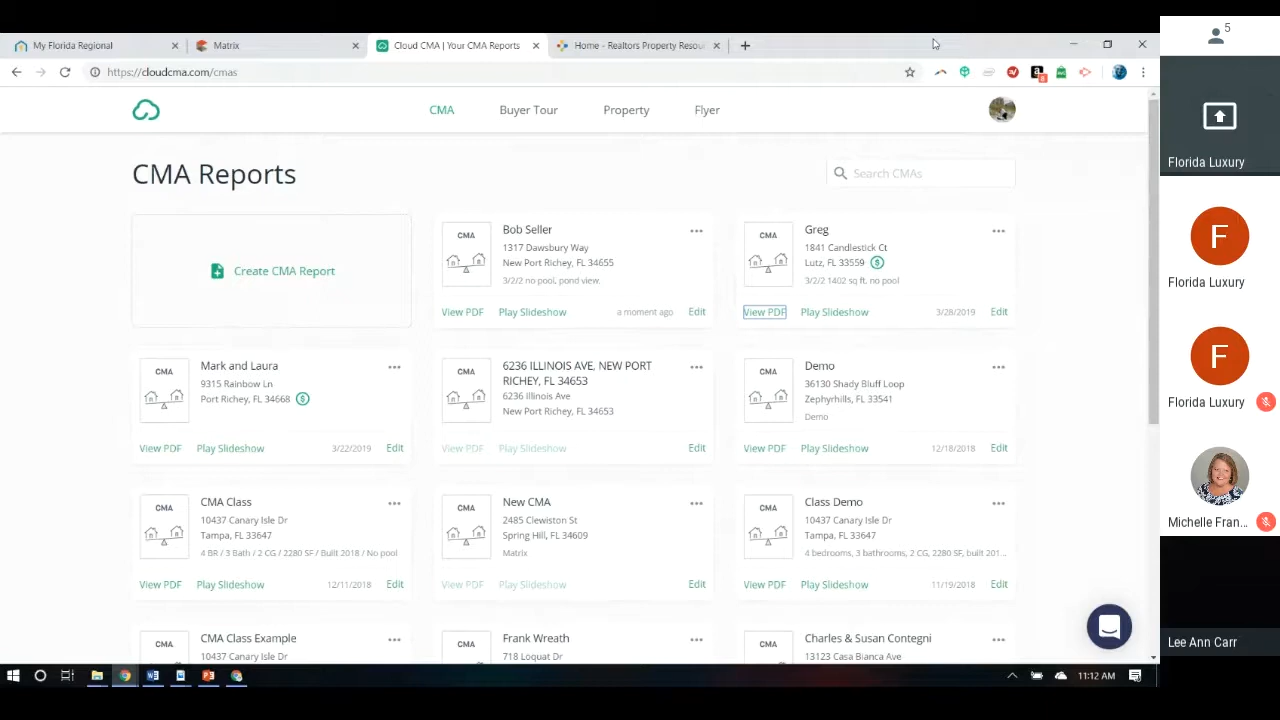 My Florida Regional
Matrix
Cloud CMA | Your CMA Reports
Home - Realtors Property Resou
https://cloudcma.com/cmas
CMA
Buyer Tour
Property
Flyer
CMA Reports
Search CMAs
Create CMA Report
CMA
Bob Seller
1317 Dawsbury Way
New Port Richey, FL 34655
3/2/2 no pool, pond view.
View PDF
Play Slideshow
a moment ago
Edit
CMA
Greg
1841 Candlestick Ct
Lutz, FL 33559
3/2/2 1402 sq ft. no pool
View PDF
Play Slideshow
3/28/2019
Edit
CMA
Mark and Laura
9315 Rainbow Ln
Port Richey, FL 34668
View PDF
Play Slideshow
3/22/2019
Edit
CMA
6236 ILLINOIS AVE, NEW PORT
RICHEY, FL 34653
6236 Illinois Ave
New Port Richey, FL 34653
View PDF
Play Slideshow
Edit
CMA
Demo
36130 Shady Bluff Loop
Zephyrhills, FL 33541
Demo
View PDF
Play Slideshow
12/18/2018
Edit
CMA
CMA Class
10437 Canary Isle Dr
Tampa, FL 33647
4 BR / 3 Bath / 2 CG / 2280 SF / Built 2018 / No pool
View PDF
Play Slideshow
12/11/2018
Edit
CMA
New CMA
2485 Clewiston St
Spring Hill, FL 34609
Matrix
View PDF
Play Slideshow
Edit
CMA
Class Demo
10437 Canary Isle Dr
Tampa, FL 33647
4 bedrooms, 3 bathrooms, 2 CG, 2280 SF, built 201...
View PDF
Play Slideshow
11/19/2018
Edit
CMA
CMA Class Example
10437 Canary Isle Dr
CMA
Frank Wreath
718 Loquat Dr
CMA
Charles & Susan Contegni
13123 Casa Bianca Ave
11:12 AM
5
Florida Luxury
F
Florida Luxury
F
Florida Luxury
Michelle Fran...
Lee Ann Carr